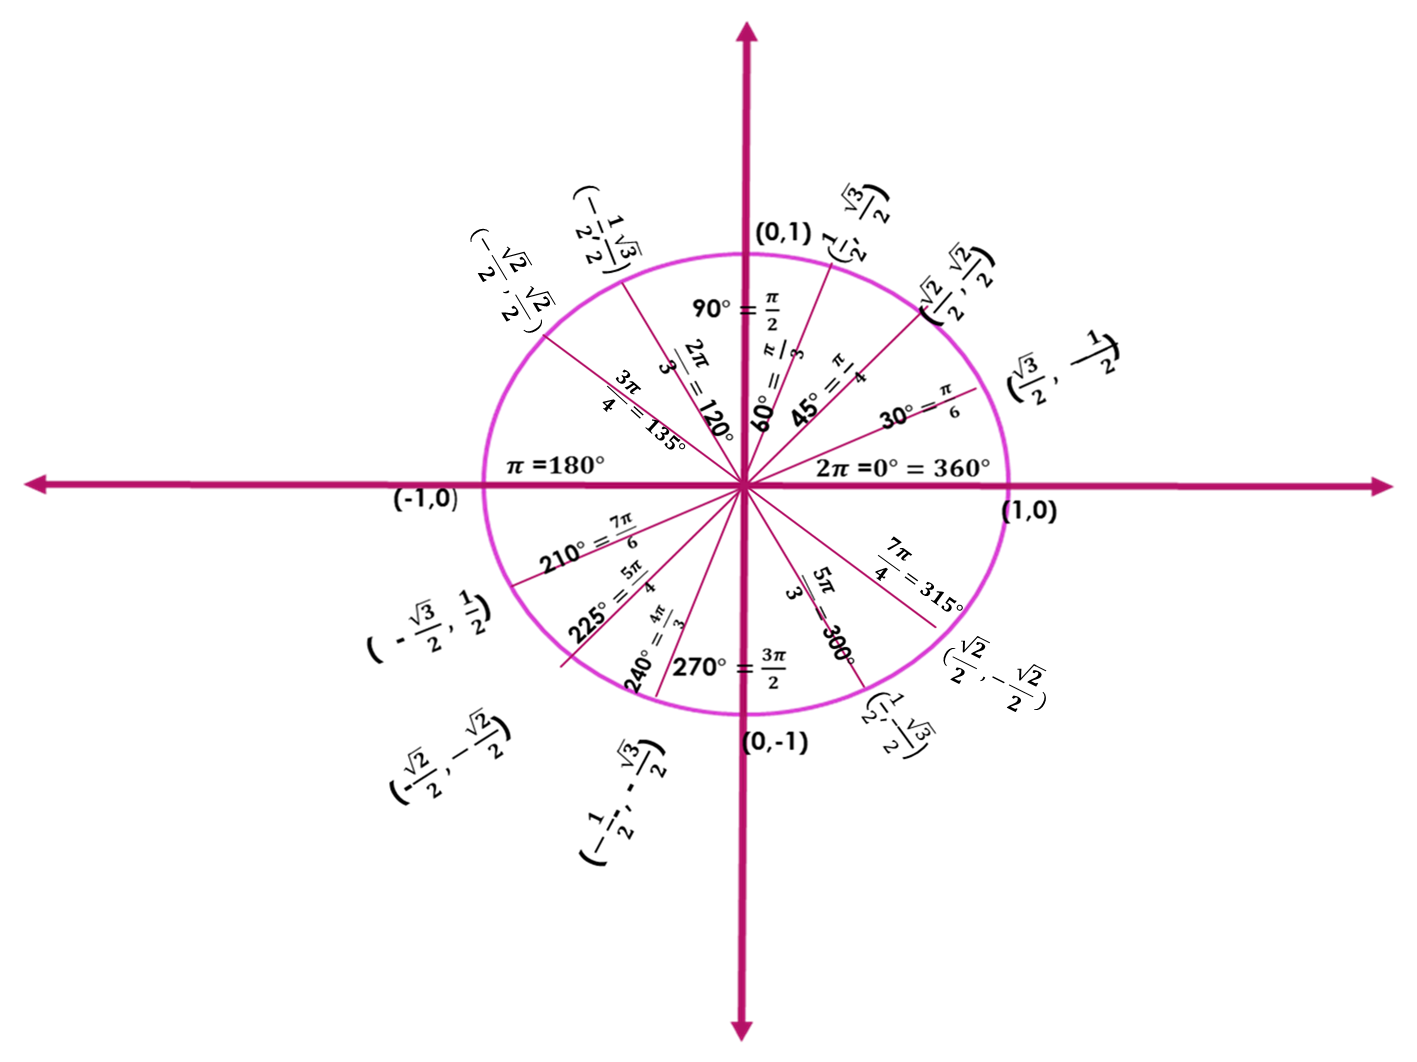 (0,1)
(1/2, √3/2)
(√2/2, √2/2)
(√3/2, -1/2)
(-1/2, √3/2)
(-√2/2, √2/2)
90° = π/2
60° = π/3
45° = π/4
30° = π/6
2π/3 = 120°
3π/4 = 135°
π =180°
2π =0° = 360°
(-1,0)
(1,0)
210° = 7π/6
225° = 5π/4
240° = 4π/3
270° = 3π/2
5π/3 = 300°
7π/4 = 315°
( -√3/2, 1/2)
(-√2/2, -√2/2)
(-1/2, -√3/2)
(0,-1)
(1/2, -√3/2)
(√2/2, -√2/2)